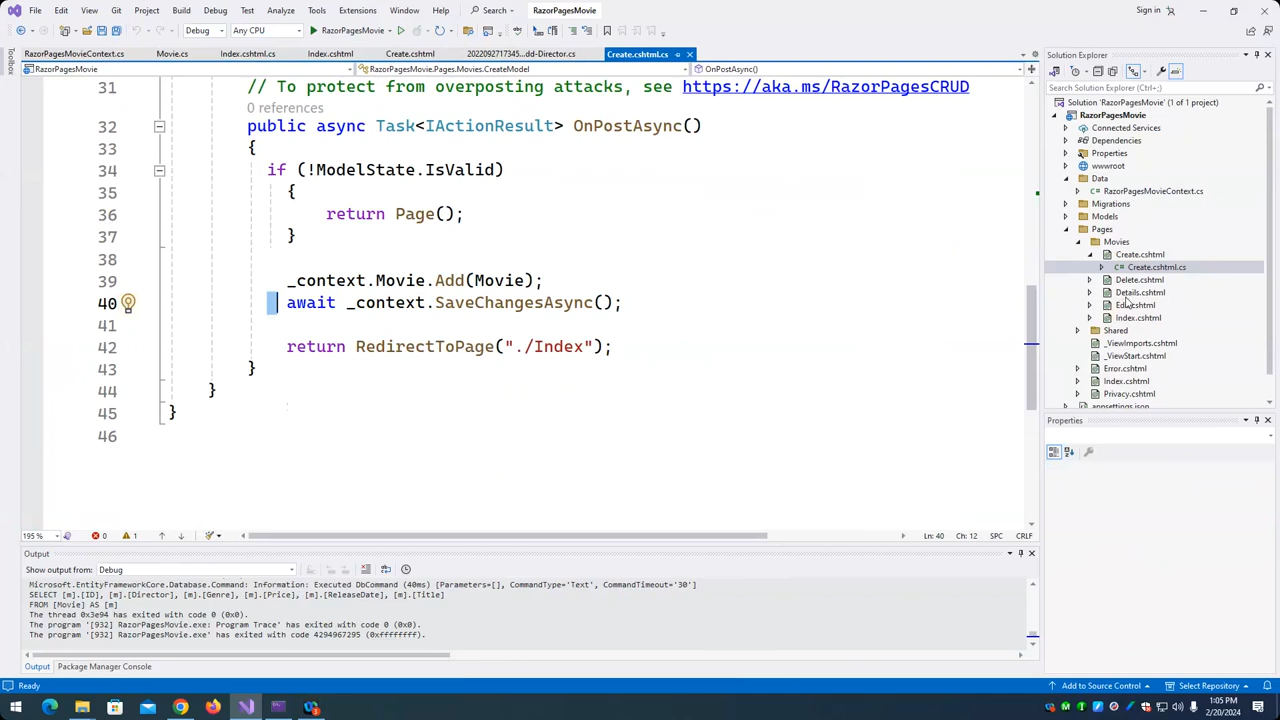 File Edit View Git Project Build Debug Test Analyze Tools Extensions Window Help Search RazorPagesMovie Sign in
Debug Any CPU RazorPagesMovie
RazorPagesMovieContext.cs Movie.cs Index.cshtml.cs Index.cshtml Create.cshtml 2022092717345...dd-Director.cs Create.cshtml.cs
RazorPagesMovie RazorPagesMovie.Pages.Movies.CreateModel OnPostAsync()
31 // To protect from overposting attacks, see https://aka.ms/RazorPagesCRUD
0 references
32 public async Task<IActionResult> OnPostAsync()
33 {
34 if (!ModelState.IsValid)
35 {
36 return Page();
37 }
38
39 _context.Movie.Add(Movie);
40 await _context.SaveChangesAsync();
41
42 return RedirectToPage("./Index");
43 }
44 }
45 }
46
195 % 0 1 Ln: 40 Ch: 12 SPC CRLF
Output
Show output from: Debug
Microsoft.EntityFrameworkCore.Database.Command: Information: Executed DbCommand (40ms) [Parameters=[], CommandType='Text', CommandTimeout='30']
SELECT [m].[ID], [m].[Director], [m].[Genre], [m].[Price], [m].[ReleaseDate], [m].[Title]
FROM [Movie] AS [m]
The thread 0x3e94 has exited with code 0 (0x0).
The program '[932] RazorPagesMovie.exe: Program Trace' has exited with code 0 (0x0).
The program '[932] RazorPagesMovie.exe' has exited with code 4294967295 (0xffffffff).
Output Package Manager Console
Toolbox
Solution Explorer
Search Solution Explorer (Ctrl+;)
Solution 'RazorPagesMovie' (1 of 1 project)
RazorPagesMovie
Connected Services
Dependencies
Properties
wwwroot
Data
C# RazorPagesMovieContext.cs
Migrations
Models
Pages
Movies
Create.cshtml
C# Create.cshtml.cs
Delete.cshtml
Details.cshtml
Edit.cshtml
Index.cshtml
Shared
_ViewImports.cshtml
_ViewStart.cshtml
Error.cshtml
Index.cshtml
Privacy.cshtml
appsettings.json
Properties
Ready Add to Source Control Select Repository
1:05 PM
2/20/2024